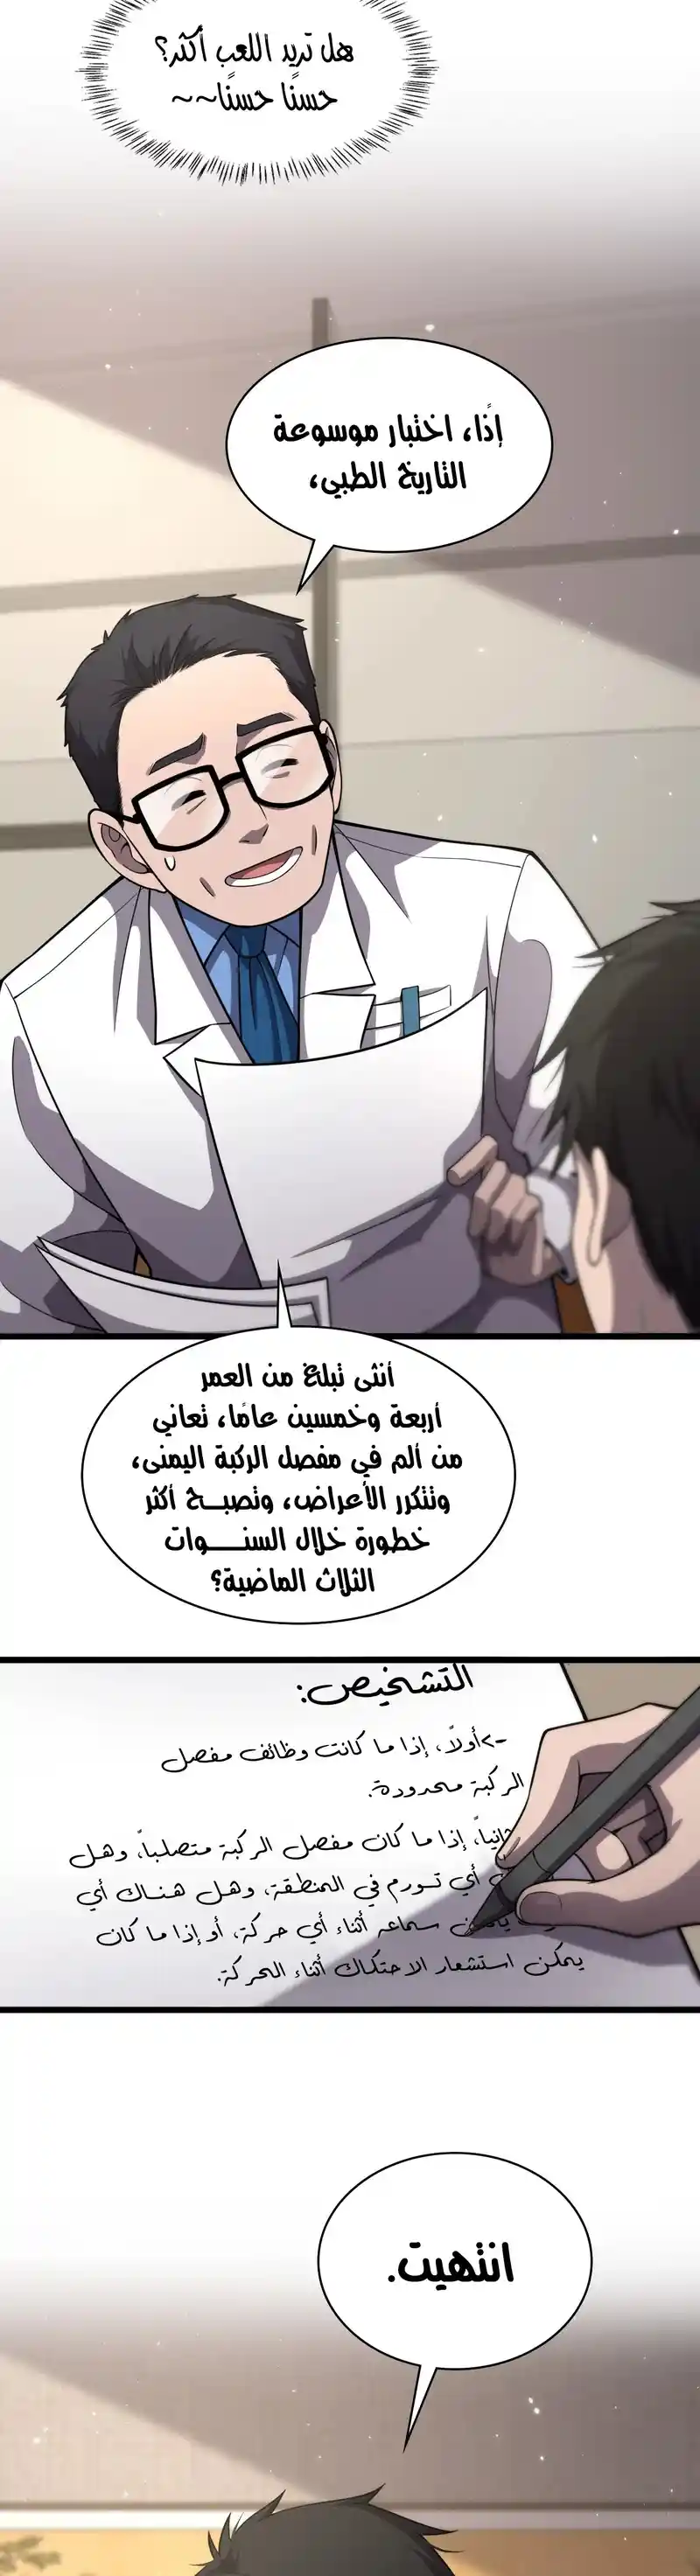 هل تريد اللعب أكثر؟
حسنًا حسنًا~~
إذًا، اختبار موسوعة
التاريخ الطبي،
أنثى تبلغ من العمر
أربعة وخمسين عامًا، تعاني
من ألم في مفصل الركبة اليمنى،
وتتكرر الأعراض، وتصبح أكثر
خطورة خلال السنوات
الثلاث الماضية؟
التشخيص:
->أولاً، إذا ما كانت وظائف مفصل
الركبة محدودة.
ثانياً، إذا ما كان مفصل الركبة متصلباً، وهل
أي تورم في المنطقة، وهل هناك أي
سماعه أثناء أي حركة، أو إذا ما كان
يمكن استشعار الاحتكاك أثناء الحركة.
انتهيت.